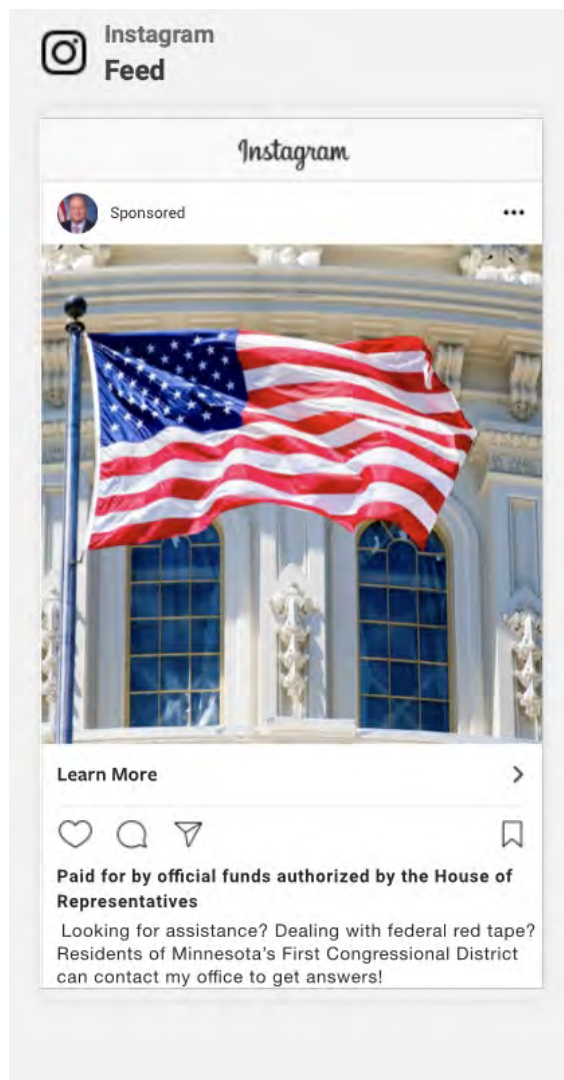 Instagram
Feed
Instagram
Sponsored
Learn More
Paid for by official funds authorized by the House of
Representatives
Looking for assistance? Dealing with federal red tape?
Residents of Minnesota's First Congressional District
can contact my office to get answers!